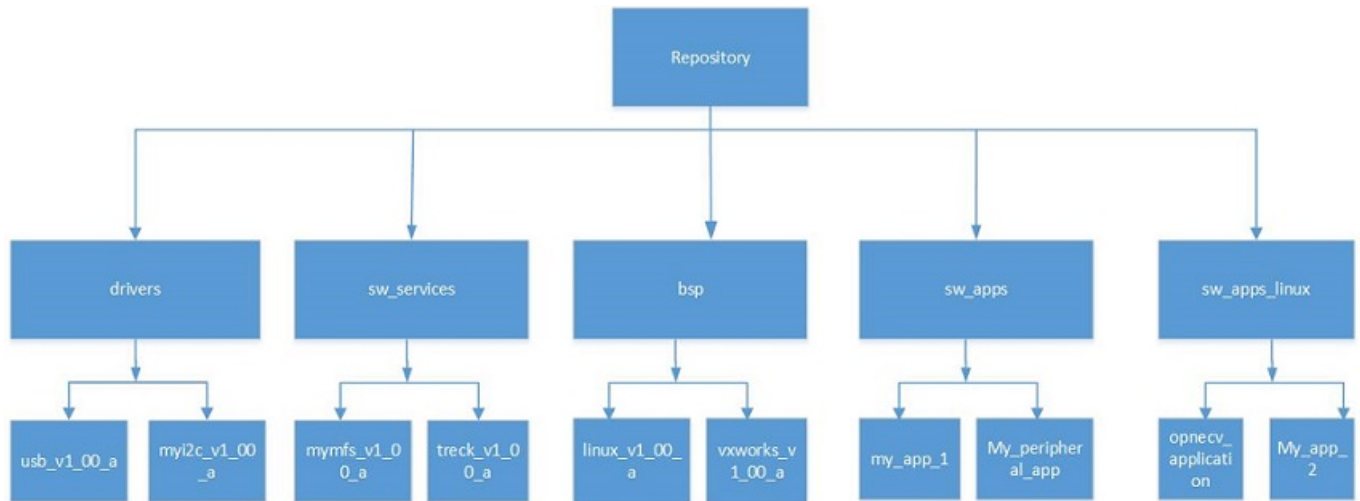 Repository
drivers
sw_services
bsp
sw_apps
sw_apps_linux
usb_v1_00_a
myi2c_v1_00
_a
mymfs_v1_0
0_a
treck_v1_0
0_a
linux_v1_00_
a
vxworks_v
1_00_a
my_app_1
My_peripher
al_app
opnecv_
applicati
on
My_app_
2